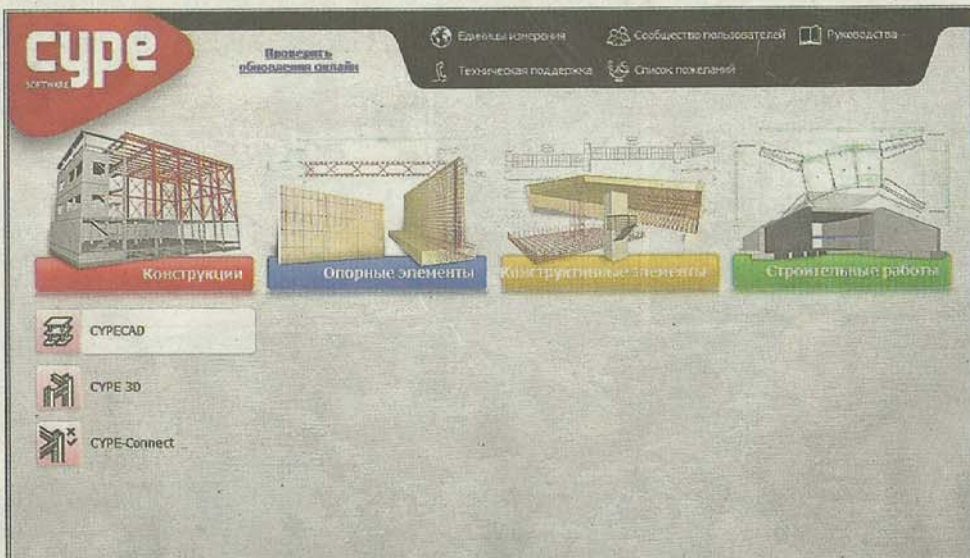 cype
SOFTWARE
Проверить
обновления онлайн
Единицы измерения
Сообщество пользователей
Руководства
Техническая поддержка
Список пожеланий
Конструкции
Опорные элементы
Конструктивные элементы
Строительные работы
CYPECAD
CYPE 3D
CYPE-Connect